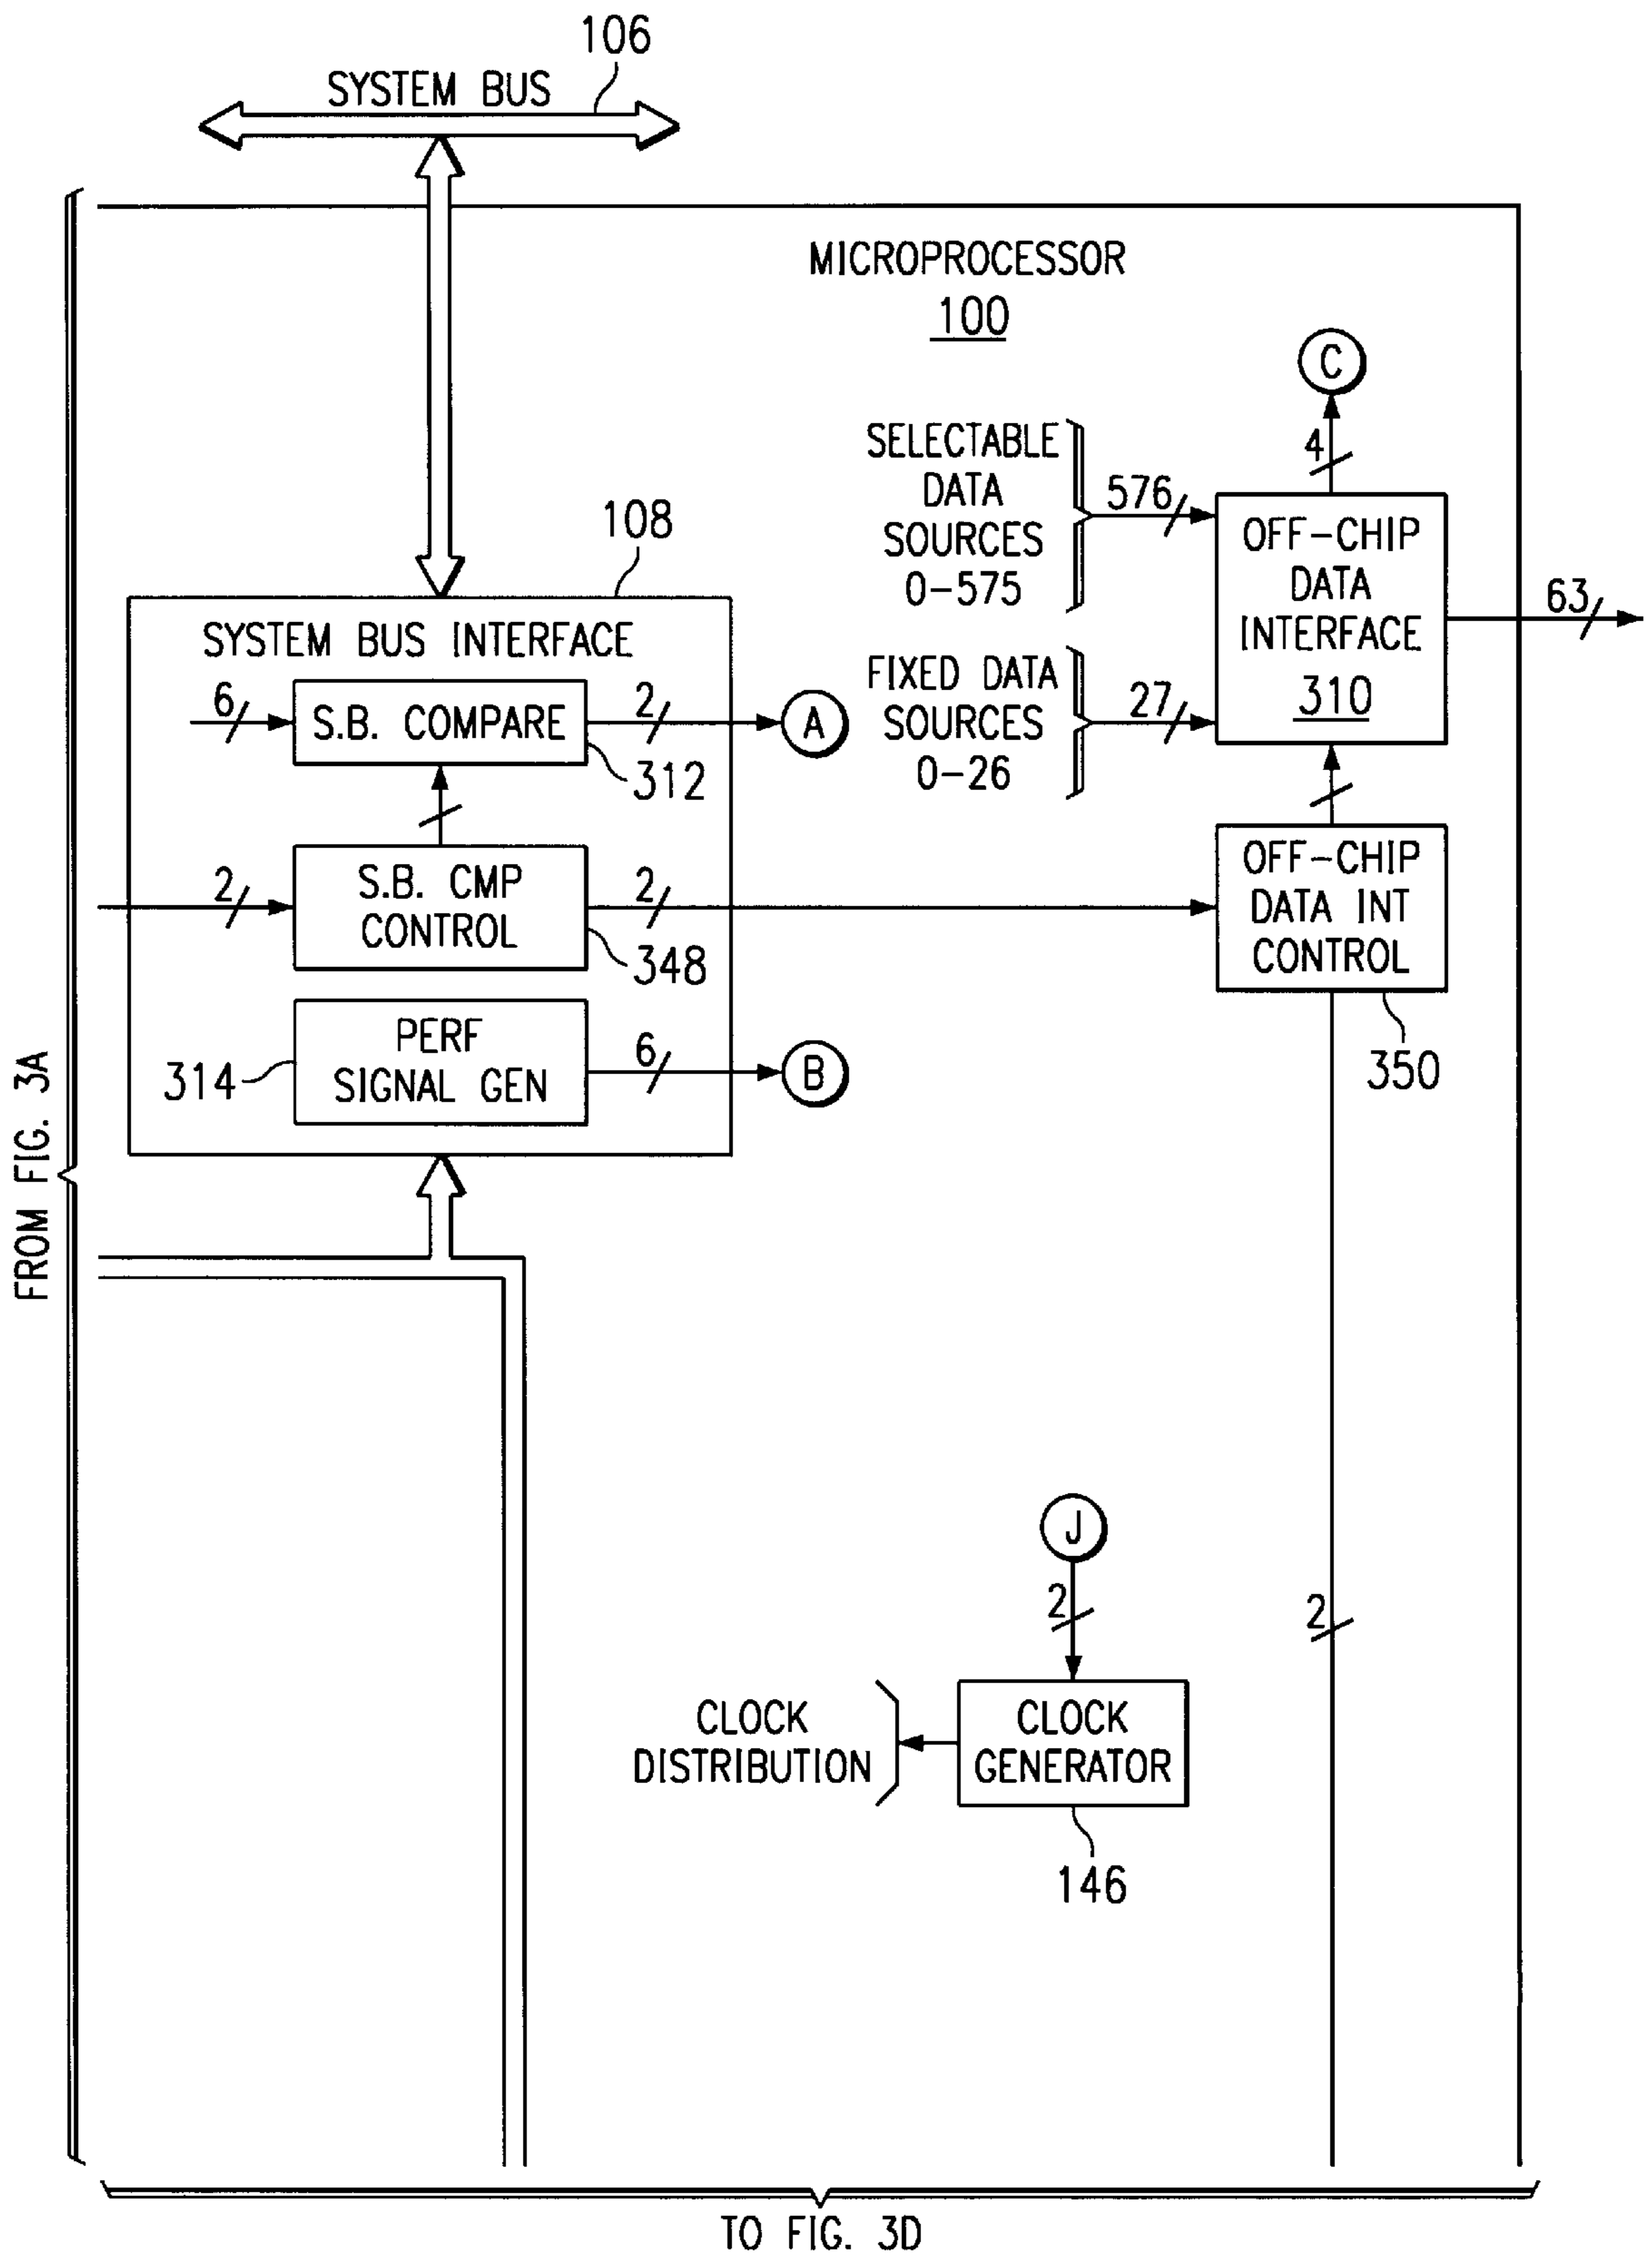 106
SYSTEM BUS
MICROPROCESSOR
100
C
4
SELECTABLE
DATA
SOURCES
0-575
576
OFF-CHIP
DATA
INTERFACE
310
63
108
SYSTEM BUS INTERFACE
6
S.B. COMPARE
2
A
312
FIXED DATA
SOURCES
0-26
27
2
S.B. CMP
CONTROL
2
348
OFF-CHIP
DATA INT
CONTROL
350
PERF
SIGNAL GEN
314
6
B
FROM FIG. 3A
J
2
2
CLOCK
DISTRIBUTION
CLOCK
GENERATOR
146
TO FIG. 3D